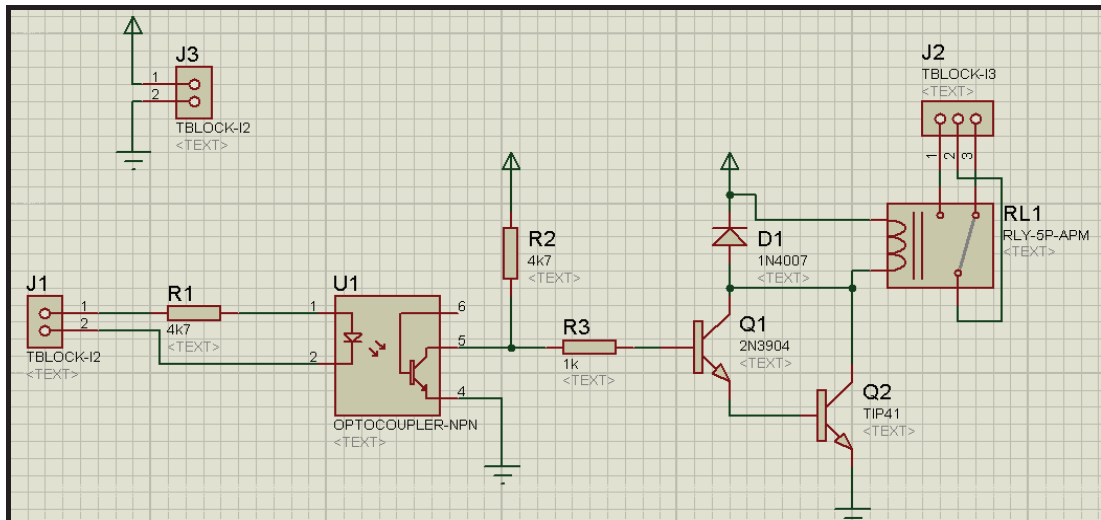 J3
1
2
TBLOCK-I2
<TEXT>
J2
TBLOCK-I3
<TEXT>
1
2
3
RL1
RLY-5P-APM
<TEXT>
R2
4k7
<TEXT>
D1
1N4007
<TEXT>
J1
1
2
TBLOCK-I2
<TEXT>
R1
4k7
<TEXT>
U1
1
2
6
5
4
OPTOCOUPLER-NPN
<TEXT>
R3
1k
<TEXT>
Q1
2N3904
<TEXT>
Q2
TIP41
<TEXT>